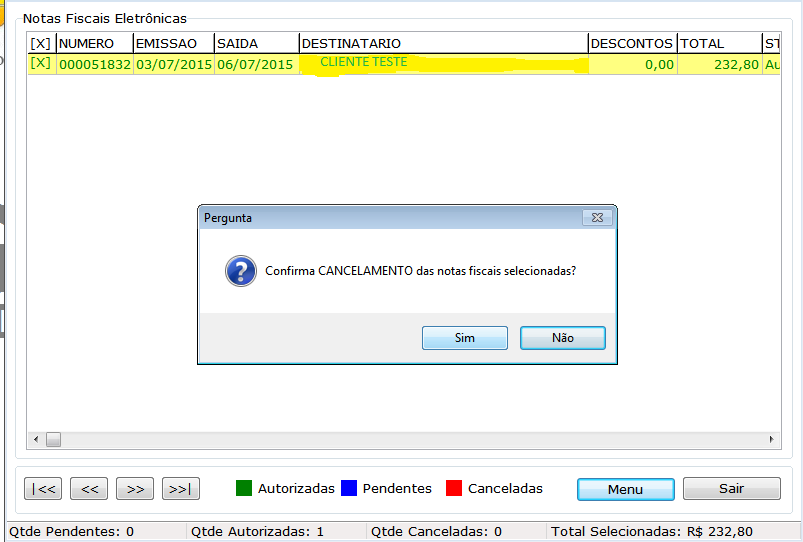 Notas Fiscais Eletrônicas
[X] NUMERO EMISSAO SAIDA DESTINATARIO DESCONTOS TOTAL ST
[X] 000051832 03/07/2015 06/07/2015 CLIENTE TESTE 0,00 232,80 Au
Pergunta
Confirma CANCELAMENTO das notas fiscais selecionadas?
Sim Não
|<< << >> >>| Autorizadas Pendentes Canceladas Menu Sair
Qtde Pendentes: 0 Qtde Autorizadas: 1 Qtde Canceladas: 0 Total Selecionadas: R$ 232,80